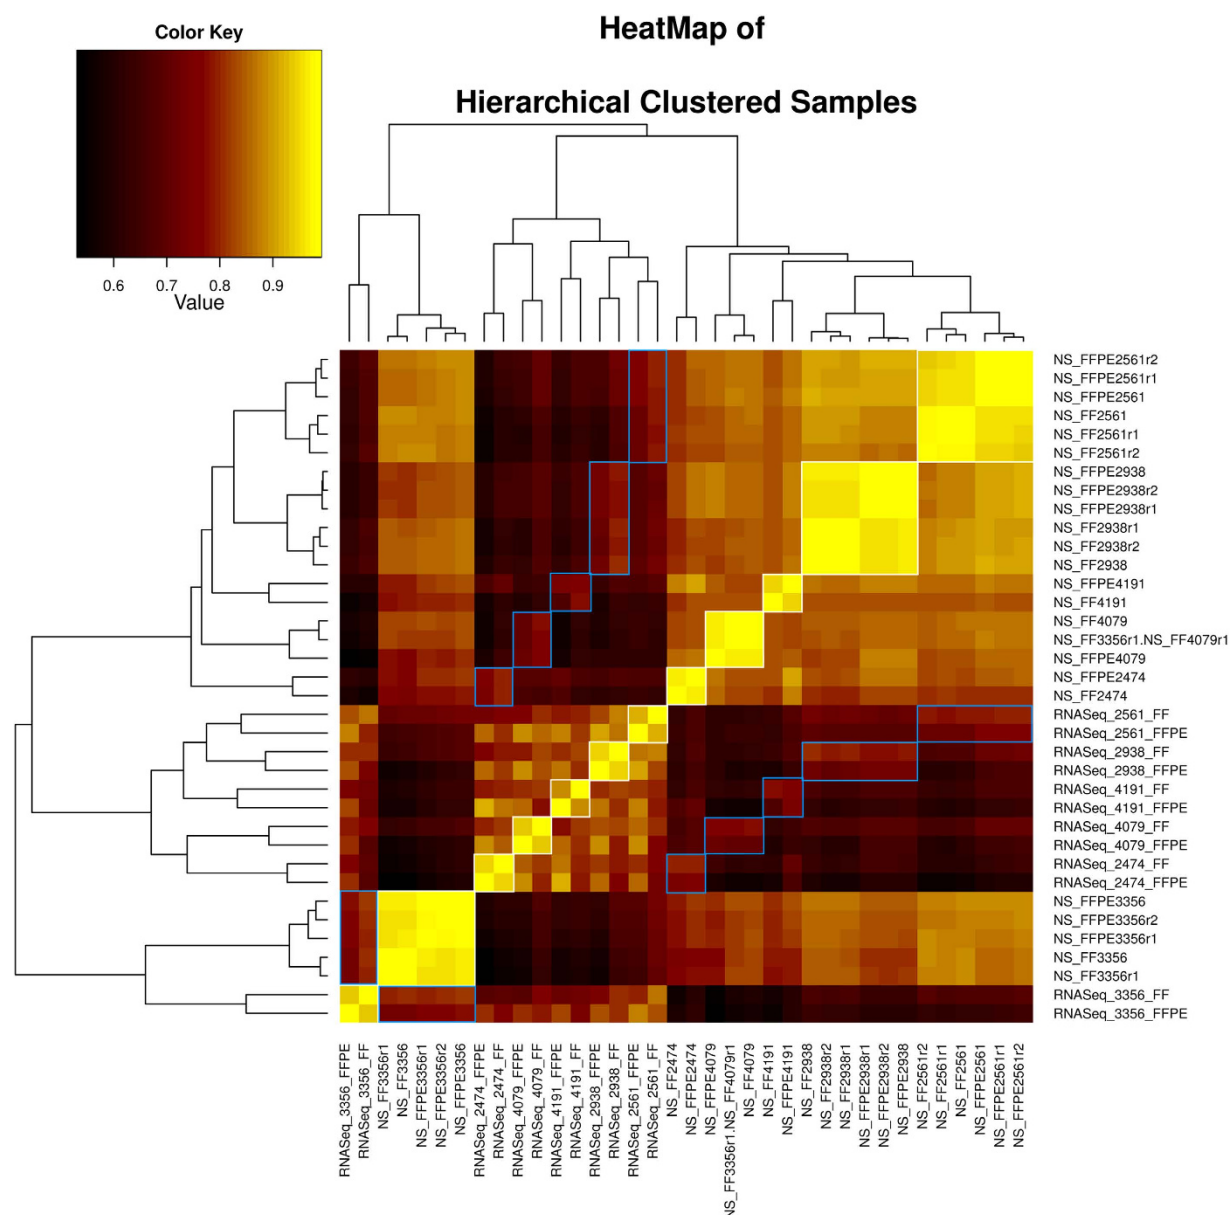 HeatMap of
Hierarchical Clustered Samples
Color Key
0.6 0.7 0.8 0.9
Value
NS_FFPE2561r2
NS_FFPE2561r1
NS_FFPE2561
NS_FF2561
NS_FF2561r1
NS_FF2561r2
NS_FFPE2938
NS_FFPE2938r2
NS_FFPE2938r1
NS_FF2938r1
NS_FF2938r2
NS_FF2938
NS_FFPE4191
NS_FF4191
NS_FF4079
NS_FF3356r1.NS_FF4079r1
NS_FFPE4079
NS_FFPE2474
NS_FF2474
RNASeq_2561_FF
RNASeq_2561_FFPE
RNASeq_2938_FF
RNASeq_2938_FFPE
RNASeq_4191_FF
RNASeq_4191_FFPE
RNASeq_4079_FF
RNASeq_4079_FFPE
RNASeq_2474_FF
RNASeq_2474_FFPE
NS_FFPE3356
NS_FFPE3356r2
NS_FFPE3356r1
NS_FF3356
NS_FF3356r1
RNASeq_3356_FF
RNASeq_3356_FFPE
RNASeq_3356_FFPE
RNASeq_3356_FF
NS_FF3356r1
NS_FF3356
NS_FFPE3356r1
NS_FFPE3356r2
NS_FFPE3356
RNASeq_2474_FFPE
RNASeq_2474_FF
RNASeq_4079_FFPE
RNASeq_4079_FF
RNASeq_4191_FFPE
RNASeq_4191_FF
RNASeq_2938_FFPE
RNASeq_2938_FF
RNASeq_2561_FFPE
RNASeq_2561_FF
NS_FF2474
NS_FFPE2474
NS_FFPE4079
NS_FF3356r1.NS_FF4079r1
NS_FF4079
NS_FF4191
NS_FFPE4191
NS_FF2938
NS_FF2938r2
NS_FF2938r1
NS_FFPE2938r1
NS_FFPE2938r2
NS_FFPE2938
NS_FF2561r2
NS_FF2561r1
NS_FF2561
NS_FFPE2561
NS_FFPE2561r1
NS_FFPE2561r2